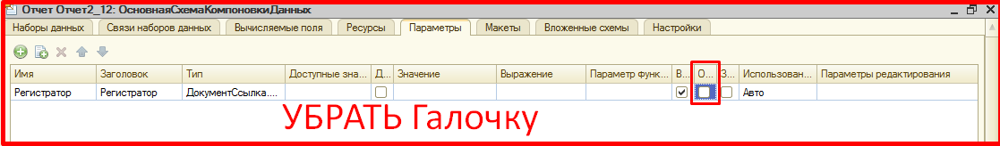 Отчет Отчет2_12: ОсновнаяСхемаКомпоновкиДанных
Наборы данных Связи наборов данных Вычисляемые поля Ресурсы Параметры Макеты Вложенные схемы Настройки
Имя Заголовок Тип Доступные зна... Д... Значение Выражение Параметр функ... В... О... З... Использован... Параметры редактирования
Регистратор Регистратор ДокументСсылка.... Авто
УБРАТЬ Галочку